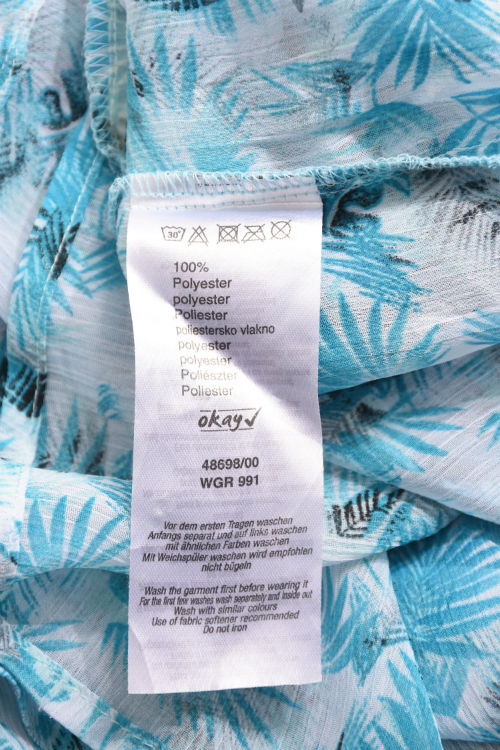 30°
100%
Polyester
polyester
Poliester
poliestersko vlakno
polyester
polyester
Poliészter
Poliester
okay
48698/00
WGR 991
Vor dem ersten Tragen waschen
Anfangs separat und auf links waschen
mit ähnlichen Farben waschen
Mit Weichspüler waschen wird empfohlen
nicht bügeln
Wash the garment first before wearing it
For the first few washes wash separately and inside out
Wash with similar colours
Use of fabric softener recommended
Do not iron